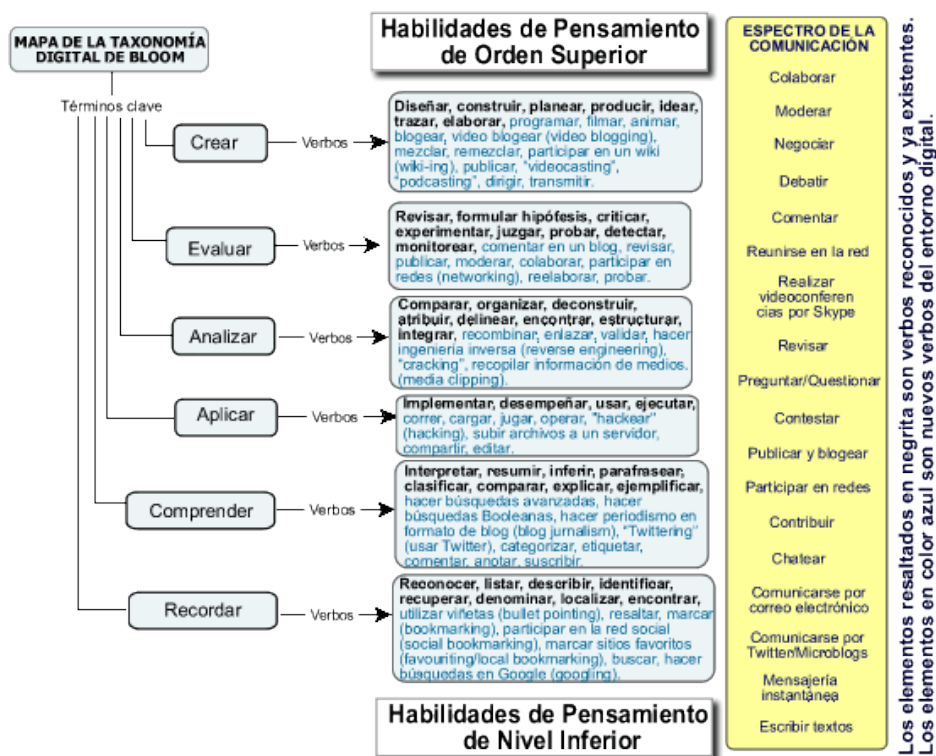 MAPA DE LA TAXONOMÍA
DIGITAL DE BLOOM
Términos clave
Habilidades de Pensamiento
de Orden Superior
Crear
Verbos
Diseñar, construir, planear, producir, idear,
trazar, elaborar, programar, filmar, animar,
blogear, video blogear (video blogging),
mezclar, remezclar, participar en un wiki
(wiki-ing), publicar, "videocasting",
"podcasting", dirigir, transmitir.
Evaluar
Verbos
Revisar, formular hipófesis, criticar,
experimentar, juzgar, probar, detectar,
monitorear, comentar en un blog, revisar,
publicar, moderar, colaborar, participar en
redes (networking), reelaborar, probar.
Analizar
Verbos
Comparar, organizar, deconstruir,
atribuir, delinear, encontrar, estructurar,
integrar, recombinar, enlazar, validar, hacer
ingeniería inversa (reverse engineering),
"cracking", recopilar información de medios.
(media clipping).
Aplicar
Verbos
Implementar, desempeñar, usar, ejecutar,
correr, cargar, jugar, operar, "hackear"
(hacking), subir archivos a un servidor,
compartir, editar.
Comprender
Verbos
Interpretar, resumir, inferir, parafrasear,
clasificar, comparar, explicar, ejemplificar,
hacer búsquedas avanzadas, hacer
búsquedas Booleanas, hacer periodismo en
formato de blog (blog jurnalism), "Twittering"
(usar Twitter), categorizar, etiquetar,
comentar, anotar, suscribir.
Recordar
Verbos
Reconocer, listar, describir, identificar,
recuperar, denominar, localizar, encontrar,
utilizar viñetas (bullet pointing), resaltar, marcar
(bookmarking), participar en la red social
(social bookmarking), marcar sitios favoritos
(favouriting/local bookmarking), buscar, hacer
búsquedas en Google (googling).
Habilidades de Pensamiento
de Nivel Inferior
ESPECTRO DE LA
COMUNICACIÓN
Colaborar
Moderar
Negociar
Debatir
Comentar
Reunirse en la red
Realizar
videoconferen
cias por Skype
Revisar
Preguntar/Questionar
Contestar
Publicar y blogear
Participar en redes
Contribuir
Chatear
Comunicarse por
correo electrónico
Comunicarse por
Twitter/Microblogs
Mensajería
instantánea
Escribir textos
Los elementos resaltados en negrita son verbos reconocidos y ya existentes.
Los elementos en color azul son nuevos verbos del entorno digital.